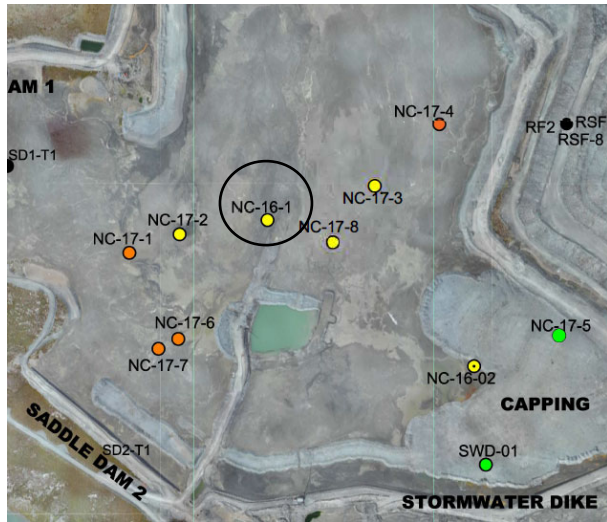 AM 1
NC-17-4
RF2
RSF
RSF-8
SD1-T1
NC-17-3
NC-16-1
NC-17-2
NC-17-8
NC-17-1
NC-17-6
NC-17-5
NC-17-7
NC-16-02
CAPPING
SADDLE DAM 2
SD2-T1
SWD-01
STORMWATER DIKE